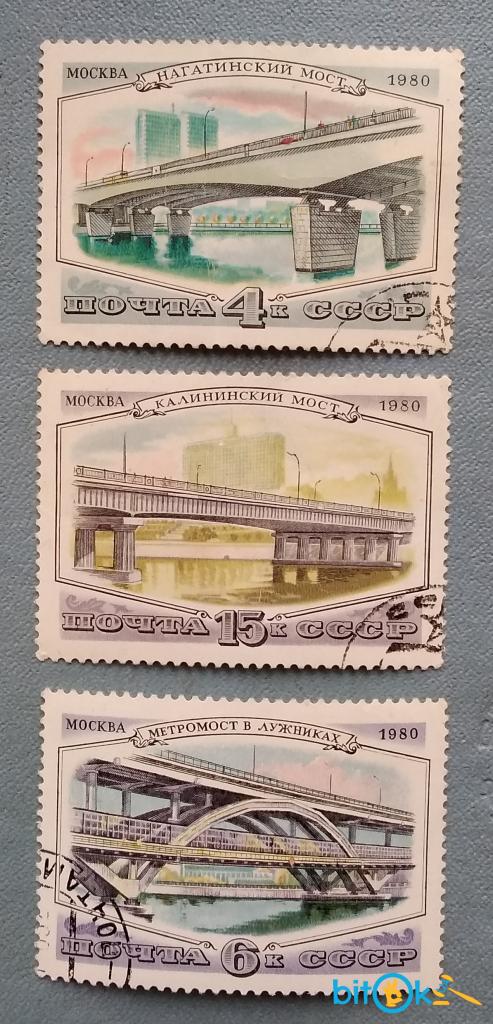 МОСКВА НАГАТИНСКИЙ МОСТ 1980
ПОЧТА 4К СССР
МОСКВА КАЛИНИНСКИЙ МОСТ 1980
ПОЧТА 15К СССР
МОСКВА МЕТРОМОСТ В ЛУЖНИКАХ 1980
ПОЧТА 6К СССР
bitok